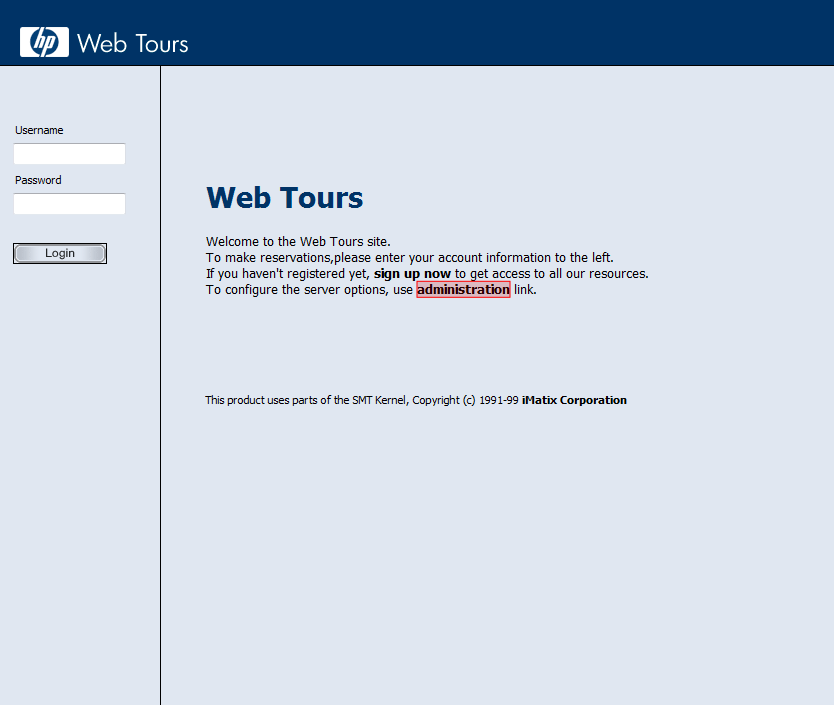 hp Web Tours
Username
Password
Login
Web Tours
Welcome to the Web Tours site.
To make reservations,please enter your account information to the left.
If you haven't registered yet, sign up now to get access to all our resources.
To configure the server options, use administration link.
This product uses parts of the SMT Kernel, Copyright (c) 1991-99 iMatix Corporation